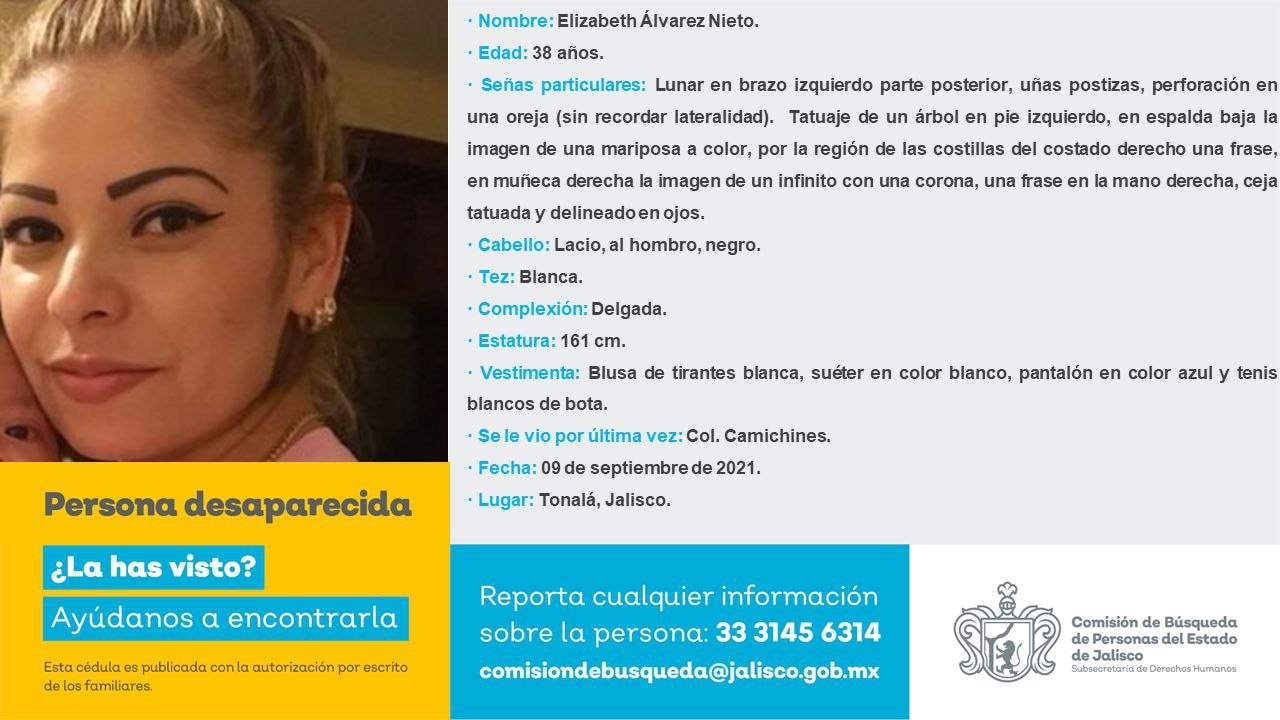 · Nombre: Elizabeth Álvarez Nieto.
· Edad: 38 años.
· Señas particulares: Lunar en brazo izquierdo parte posterior, uñas postizas, perforación en
una oreja (sin recordar lateralidad). Tatuaje de un árbol en pie izquierdo, en espalda baja la
imagen de una mariposa a color, por la región de las costillas del costado derecho una frase,
en muñeca derecha la imagen de un infinito con una corona, una frase en la mano derecha, ceja
tatuada y delineado en ojos.
· Cabello: Lacio, al hombro, negro.
· Tez: Blanca.
· Complexión: Delgada.
· Estatura: 161 cm.
· Vestimenta: Blusa de tirantes blanca, suéter en color blanco, pantalón en color azul y tenis
blancos de bota.
· Se le vio por última vez: Col. Camichines.
· Fecha: 09 de septiembre de 2021.
· Lugar: Tonalá, Jalisco.
Persona desaparecida
¿La has visto?
Ayúdanos a encontrarla
Esta cédula es publicada con la autorización por escrito
de los familiares.
Reporta cualquier información
sobre la persona: 33 3145 6314
comisiondebusqueda@jalisco.gob.mx
Comisión de Búsqueda
de Personas del Estado
de Jalisco
Subsecretaría de Derechos Humanos